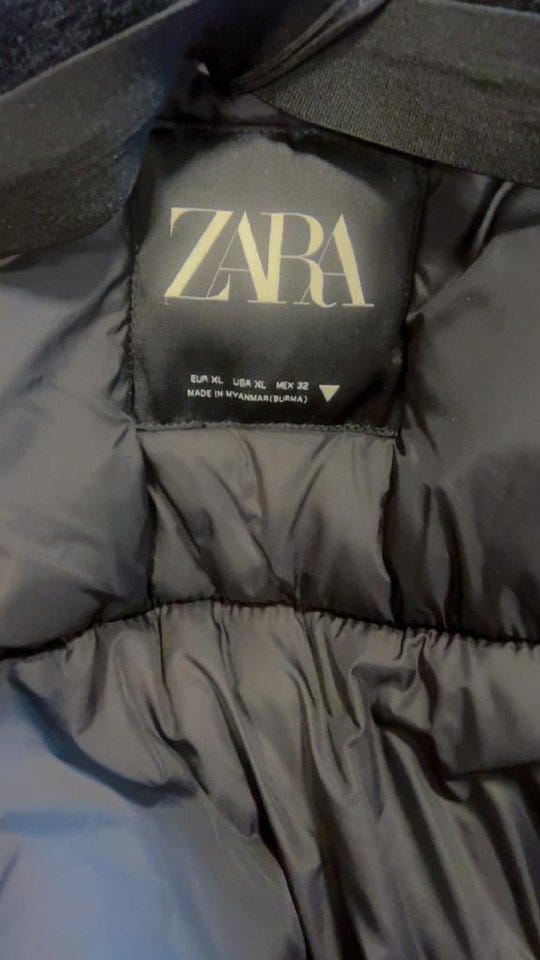 ZARA
EUR XL USA XL MEX 32
MADE IN MYANMAR(BURMA)